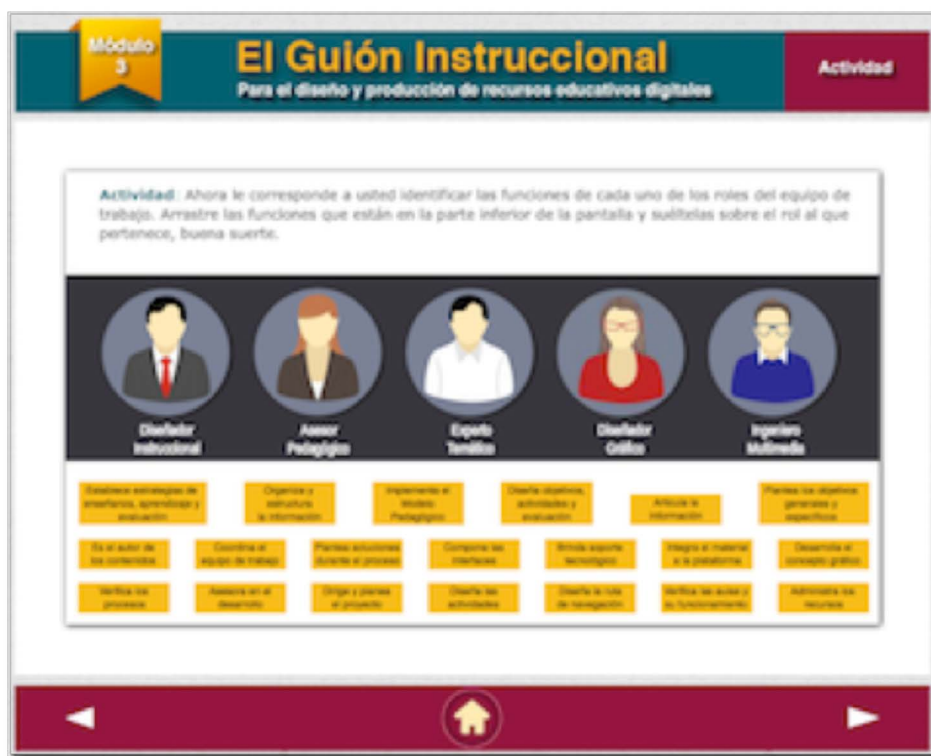 Módulo
3
El Guión Instruccional
Para el diseño y producción de recursos educativos digitales
Actividad
Actividad: Ahora le corresponde a usted identificar las funciones de cada uno de los roles del equipo de
trabajo. Arrastre las funciones que están en la parte inferior de la pantalla y suéltelas sobre el rol al que
pertenece, buena suerte.
Diseñador
Instruccional
Asesor
Pedagógico
Experto
Temático
Diseñador
Gráfico
Ingeniero
Multimedia
Establece estrategias de
enseñanza, aprendizaje y
evaluación
Organiza y
estructura
la información
Implementa el
Modelo
Pedagógico
Diseña objetivos,
actividades y
evaluación
Articula la
información
Plantea los objetivos
generales y
específicos
Es el autor de
los contenidos
Coordina el
equipo de trabajo
Plantea soluciones
durante el proceso
Compone las
interfaces
Brinda soporte
tecnológico
Integra el material
a la plataforma
Desarrolla el
concepto gráfico
Verifica los
procesos
Asesora en el
desarrollo
Dirige y planea
el proyecto
Diseña las
actividades
Diseña la ruta
de navegación
Verifica las aulas y
su funcionamiento
Administra los
recursos